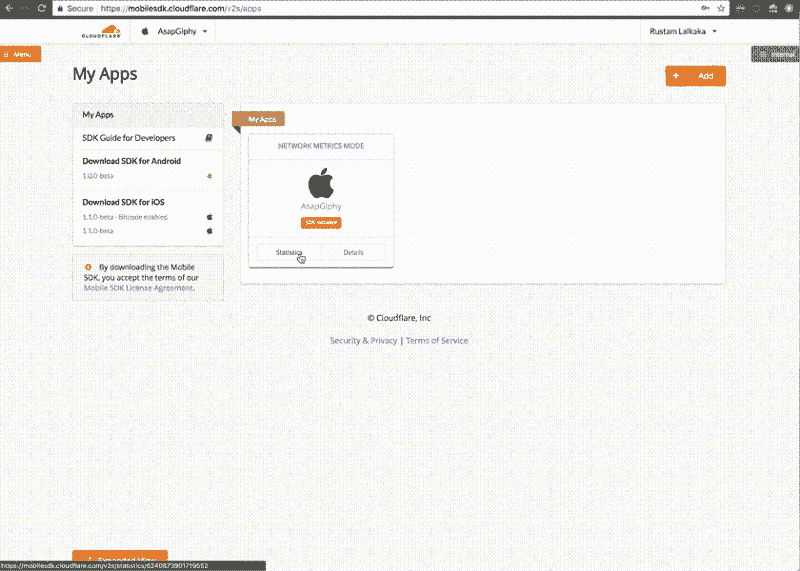 Secure https://mobilesdk.cloudflare.com/v2s/apps
CLOUDFLARE AsapGiphy Rustam Lalkaka
Menu
My Apps
Add
My Apps
SDK Guide for Developers
Download SDK for Android
1.0.0-beta
Download SDK for iOS
1.1.0-beta - Bitcode enabled
1.1.0-beta
By downloading the Mobile
SDK, you accept the terms of our
Mobile SDK License Agreement.
My Apps
NETWORK METRICS MODE
AsapGiphy
Statistics Details
© Cloudflare, Inc
Security & Privacy | Terms of Service
Expanded View
https://mobilesdk.cloudflare.com/v2s/statistics/6240873901719552